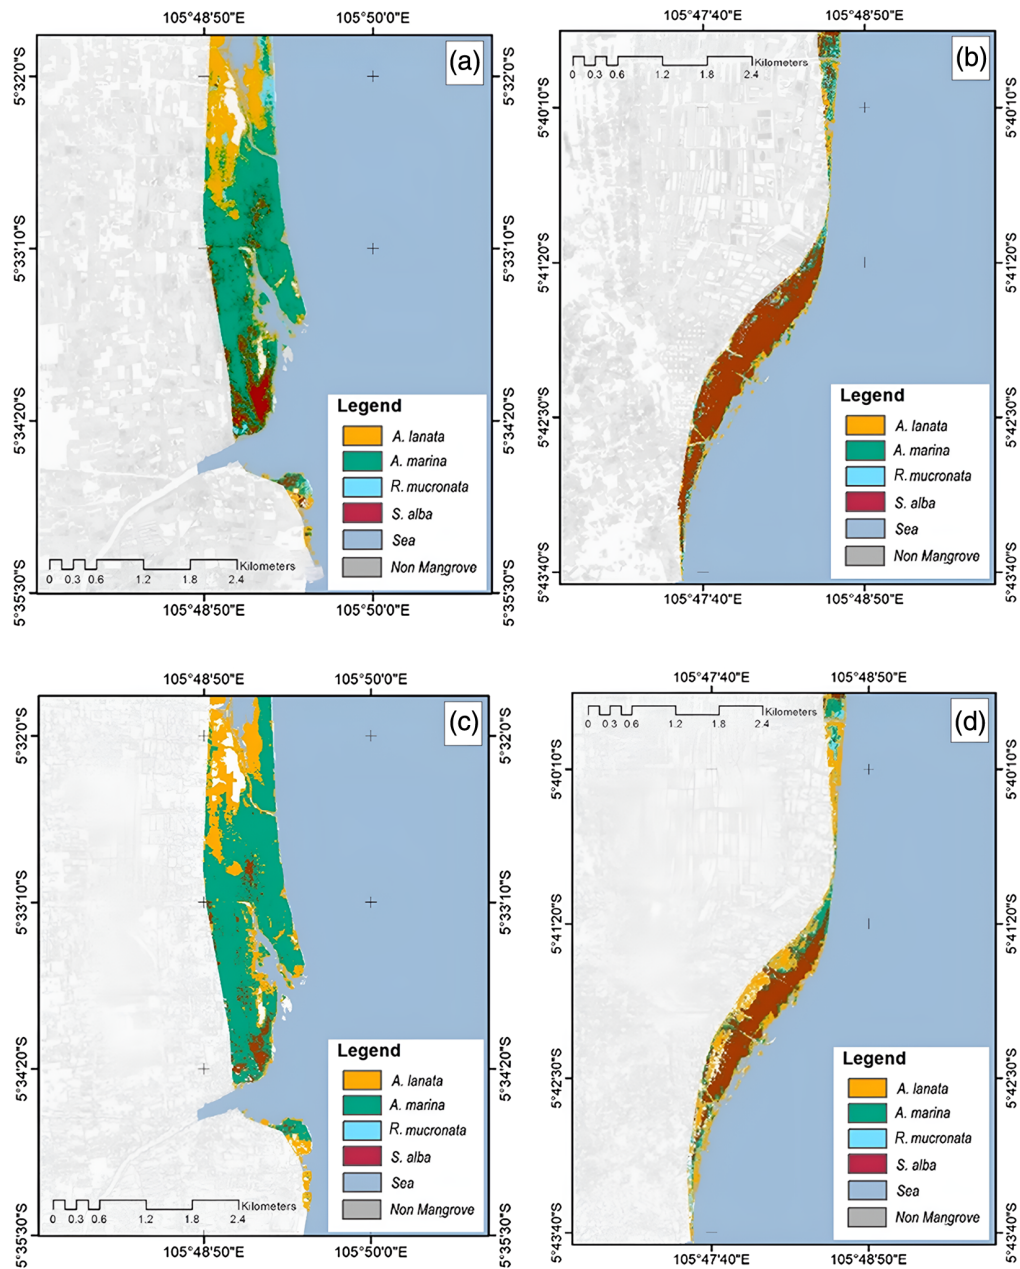 105°48'50"E 105°50'0"E
(a)
5°32'0"S
5°33'10"S
5°34'20"S
5°35'30"S
5°32'0"S
5°33'10"S
5°34'20"S
5°35'30"S
Legend
A. lanata
A. marina
R. mucronata
S. alba
Sea
Non Mangrove
Kilometers
0 0.3 0.6 1.2 1.8 2.4
105°48'50"E 105°50'0"E
105°47'40"E 105°48'50"E
(b)
Kilometers
0 0.3 0.6 1.2 1.8 2.4
5°40'10"S
5°41'20"S
5°42'30"S
5°43'40"S
5°40'10"S
5°41'20"S
5°42'30"S
5°43'40"S
Legend
A. lanata
A. marina
R. mucronata
S. alba
Sea
Non Mangrove
105°47'40"E 105°48'50"E
105°48'50"E 105°50'0"E
(c)
5°32'0"S
5°33'10"S
5°34'20"S
5°35'30"S
5°32'0"S
5°33'10"S
5°34'20"S
5°35'30"S
Legend
A. lanata
A. marina
R. mucronata
S. alba
Sea
Non Mangrove
Kilometers
0 0.3 0.6 1.2 1.8 2.4
105°48'50"E 105°50'0"E
105°47'40"E 105°48'50"E
(d)
Kilometers
0 0.3 0.6 1.2 1.8 2.4
5°40'10"S
5°41'20"S
5°42'30"S
5°43'40"S
5°40'10"S
5°41'20"S
5°42'30"S
5°43'40"S
Legend
A. lanata
A. marina
R. mucronata
S. alba
Sea
Non Mangrove
105°47'40"E 105°48'50"E